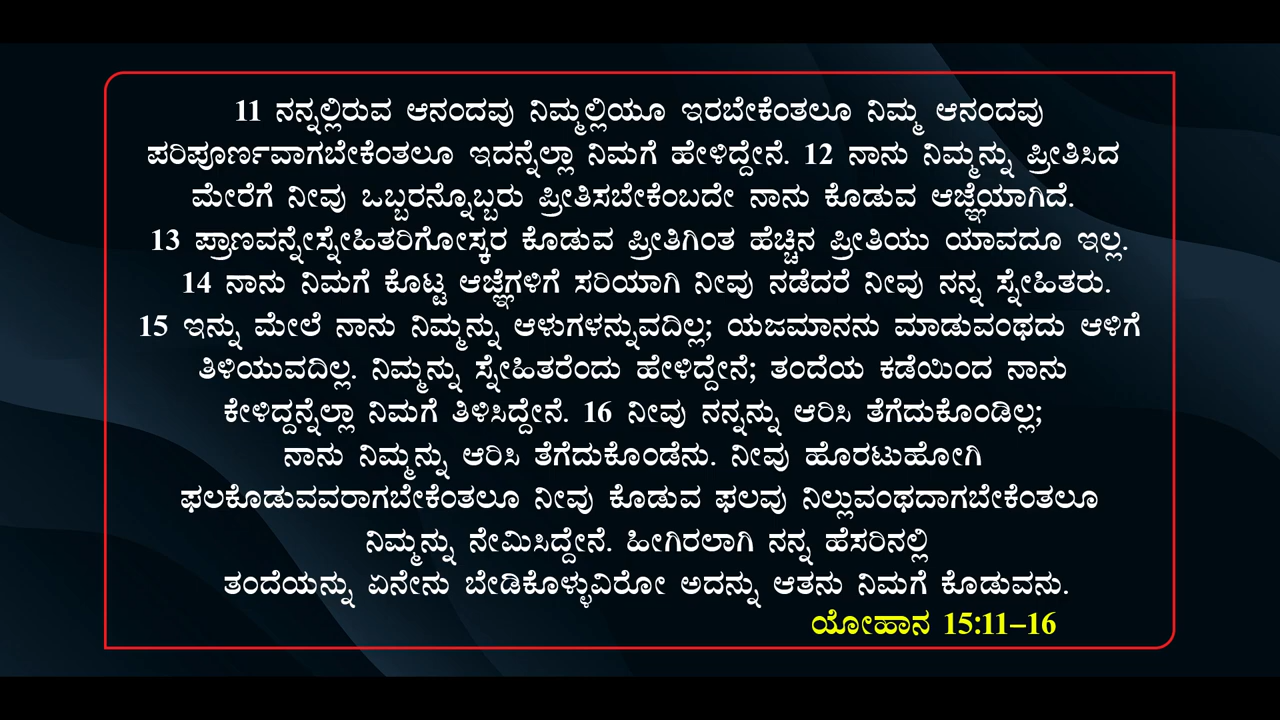 11 ನನ್ನಲ್ಲಿರುವ ಆನಂದವು ನಿಮ್ಮಲ್ಲಿಯೂ ಇರಬೇಕೆಂತಲೂ ನಿಮ್ಮ ಆನಂದವು
ಪರಿಪೂರ್ಣವಾಗಬೇಕೆಂತಲೂ ಇದನ್ನೆಲ್ಲಾ ನಿಮಗೆ ಹೇಳಿದ್ದೇನೆ. 12 ನಾನು ನಿಮ್ಮನ್ನು ಪ್ರೀತಿಸಿದ
ಮೇರೆಗೆ ನೀವು ಒಬ್ಬರನ್ನೊಬ್ಬರು ಪ್ರೀತಿಸಬೇಕೆಂಬದೇ ನಾನು ಕೊಡುವ ಆಜ್ಞೆಯಾಗಿದೆ.
13 ಪ್ರಾಣವನ್ನೇಸ್ನೇಹಿತರಿಗೋಸ್ಕರ ಕೊಡುವ ಪ್ರೀತಿಗಿಂತ ಹೆಚ್ಚಿನ ಪ್ರೀತಿಯು ಯಾವದೂ ಇಲ್ಲ.
14 ನಾನು ನಿಮಗೆ ಕೊಟ್ಟ ಆಜ್ಞೆಗಳಿಗೆ ಸರಿಯಾಗಿ ನೀವು ನಡೆದರೆ ನೀವು ನನ್ನ ಸ್ನೇಹಿತರು.
15 ಇನ್ನು ಮೇಲೆ ನಾನು ನಿಮ್ಮನ್ನು ಆಳುಗಳನ್ನುವದಿಲ್ಲ; ಯಜಮಾನನು ಮಾಡುವಂಥದು ಆಳಿಗೆ
ತಿಳಿಯುವದಿಲ್ಲ. ನಿಮ್ಮನ್ನು ಸ್ನೇಹಿತರೆಂದು ಹೇಳಿದ್ದೇನೆ; ತಂದೆಯ ಕಡೆಯಿಂದ ನಾನು
ಕೇಳಿದ್ದನ್ನೆಲ್ಲಾ ನಿಮಗೆ ತಿಳಿಸಿದ್ದೇನೆ. 16 ನೀವು ನನ್ನನ್ನು ಆರಿಸಿ ತೆಗೆದುಕೊಂಡಿಲ್ಲ;
ನಾನು ನಿಮ್ಮನ್ನು ಆರಿಸಿ ತೆಗೆದುಕೊಂಡೆನು. ನೀವು ಹೊರಟುಹೋಗಿ
ಫಲಕೊಡುವವರಾಗಬೇಕೆಂತಲೂ ನೀವು ಕೊಡುವ ಫಲವು ನಿಲ್ಲುವಂಥದಾಗಬೇಕೆಂತಲೂ
ನಿಮ್ಮನ್ನು ನೇಮಿಸಿದ್ದೇನೆ. ಹೀಗಿರಲಾಗಿ ನನ್ನ ಹೆಸರಿನಲ್ಲಿ
ತಂದೆಯನ್ನು ಏನೇನು ಬೇಡಿಕೊಳ್ಳುವಿರೋ ಅದನ್ನು ಆತನು ನಿಮಗೆ ಕೊಡುವನು.
ಯೋಹಾನ 15:11–16